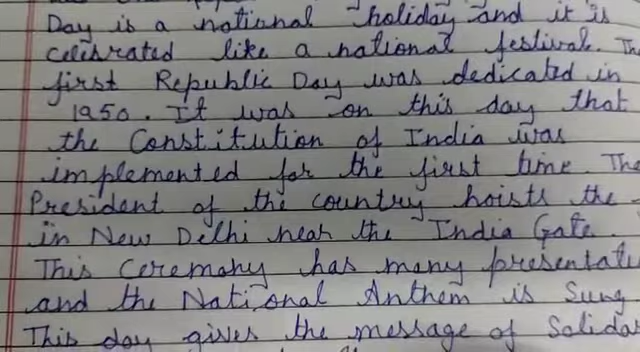 Day is a national holiday and it is
celibrated like a national festival. The
first Republic Day was dedicated in
1950. It was on this day that
the Constitution of India was
implemented for the first time. The
President of the country hoists the
in New Delhi near the India Gate.
This Ceremany has many
and the National Anthem is Sung
This day gives the message of